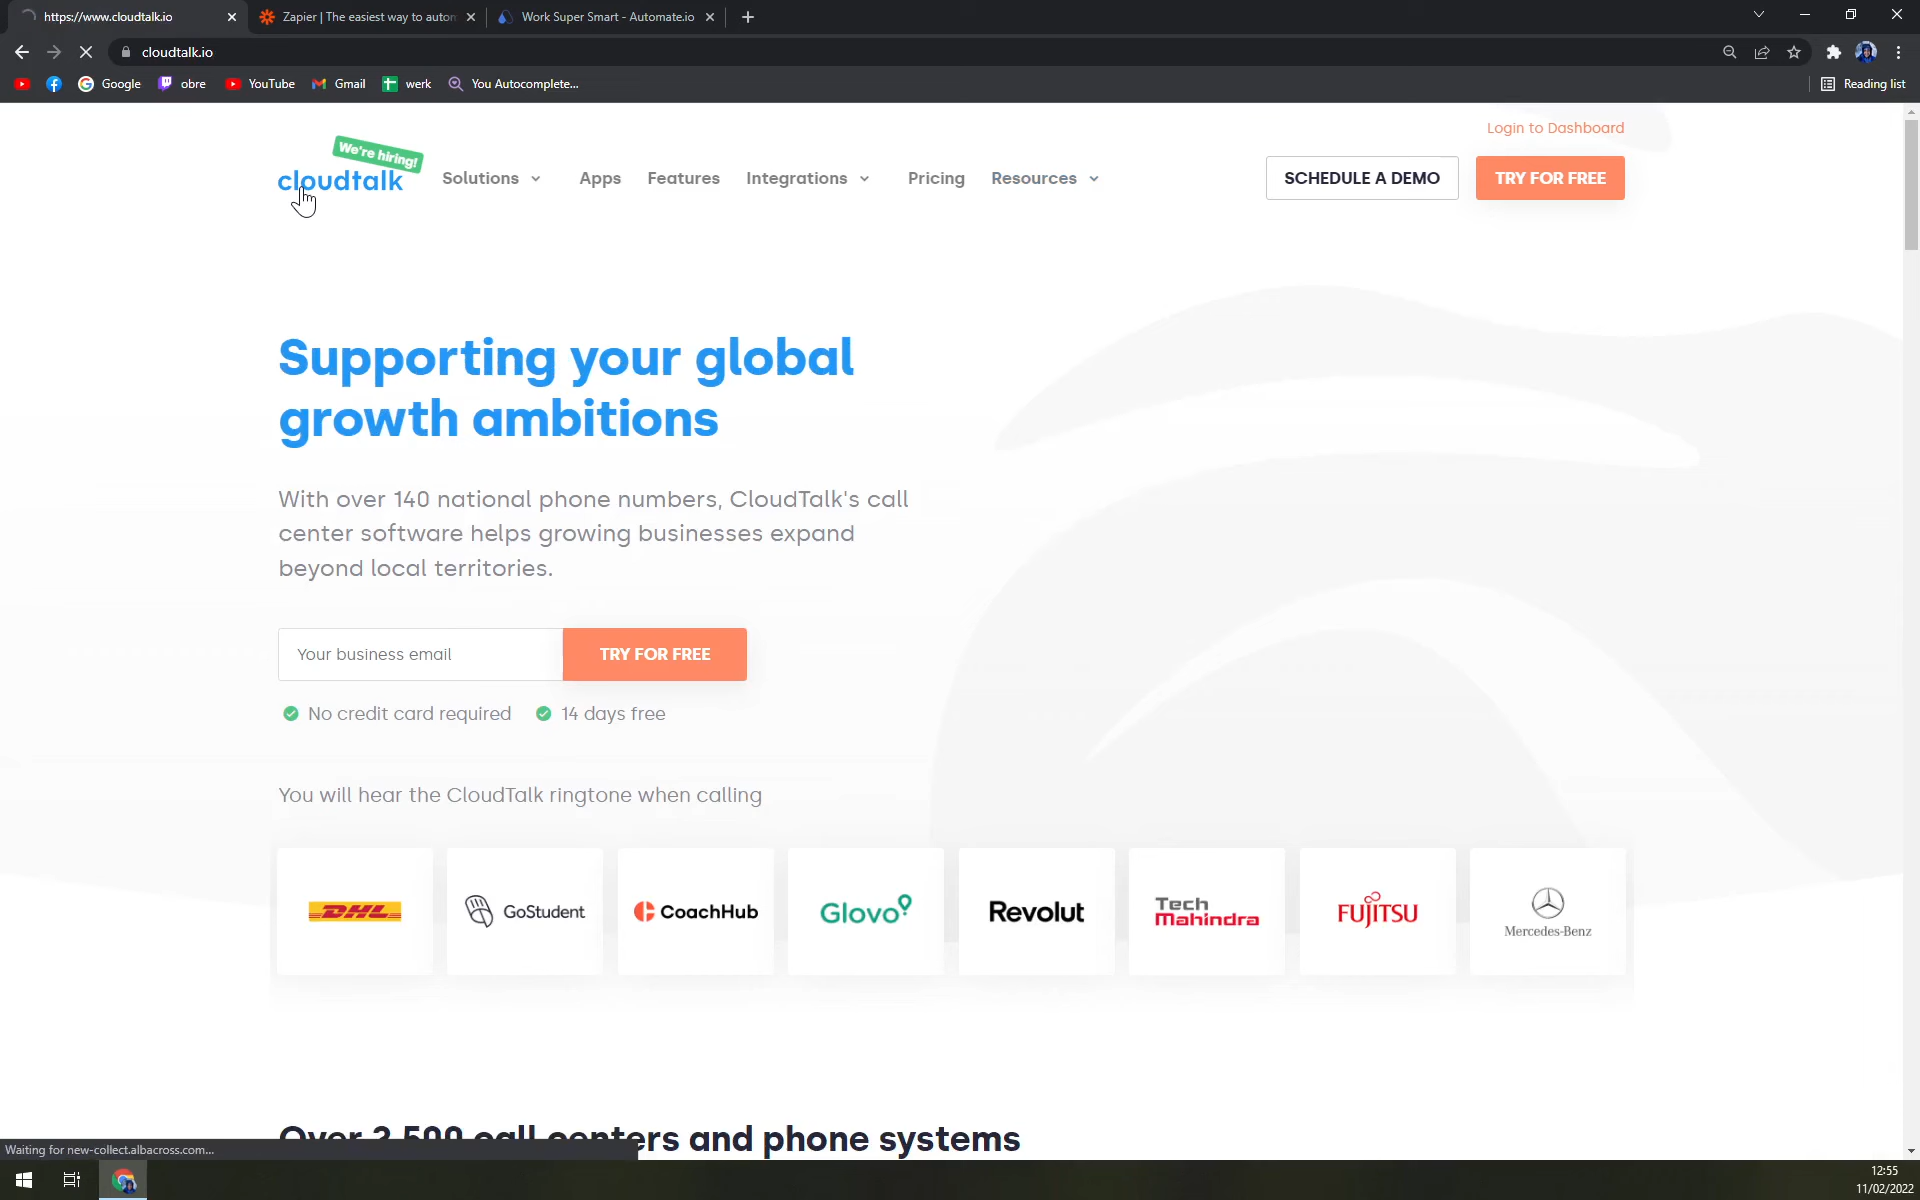 https://www.cloudtalk.io
Zapier | The easiest way to autom
Work Super Smart - Automate.io
cloudtalk.io
Google
obre
YouTube
Gmail
werk
You Autocomplete...
Reading list
Login to Dashboard
We're hiring!
cloudtalk
Solutions
Apps
Features
Integrations
Pricing
Resources
SCHEDULE A DEMO
TRY FOR FREE
Supporting your global
growth ambitions
With over 140 national phone numbers, CloudTalk's call
center software helps growing businesses expand
beyond local territories.
Your business email
TRY FOR FREE
No credit card required
14 days free
You will hear the CloudTalk ringtone when calling
DHL
GoStudent
CoachHub
Glovo
Revolut
Tech
Mahindra
FUJITSU
Mercedes-Benz
Over 2,500 call centers and phone systems
Waiting for new-collect.albacross.com...
12:55
11/02/2022